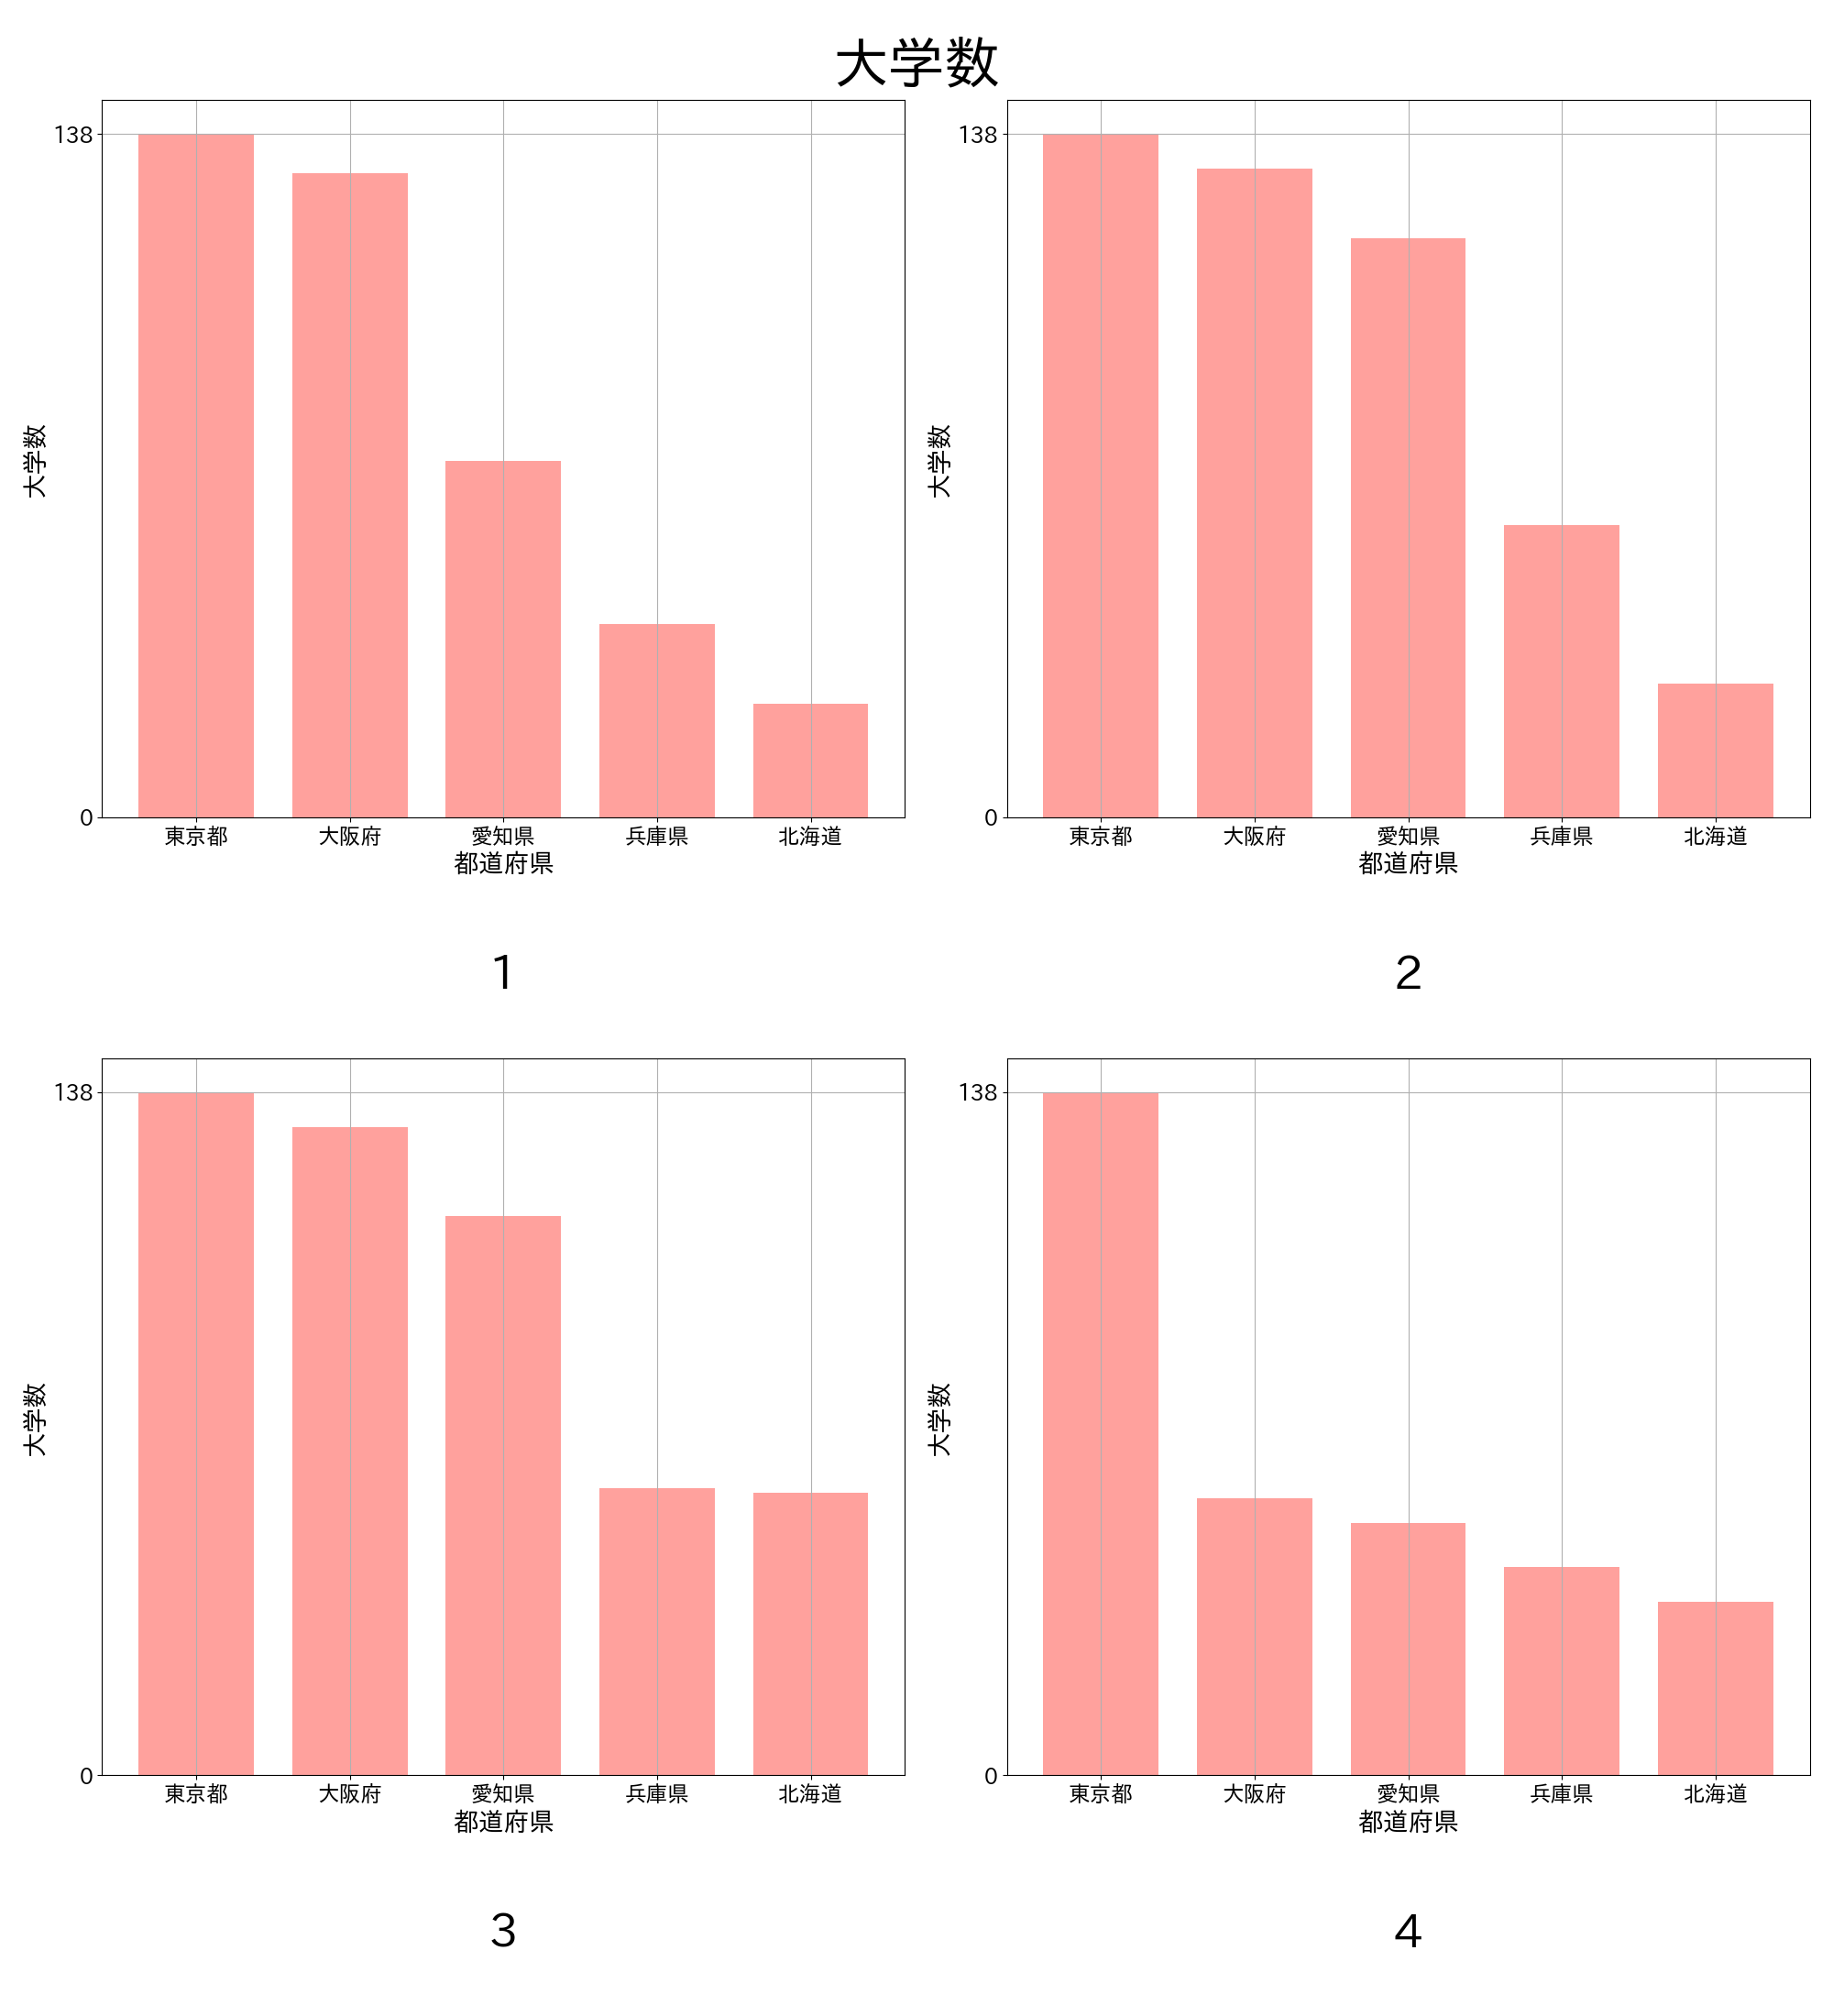 大学数
138
大学数
0
東京都 大阪府 愛知県 兵庫県 北海道
都道府県
1
138
大学数
0
東京都 大阪府 愛知県 兵庫県 北海道
都道府県
2
138
大学数
0
東京都 大阪府 愛知県 兵庫県 北海道
都道府県
3
138
大学数
0
東京都 大阪府 愛知県 兵庫県 北海道
都道府県
4